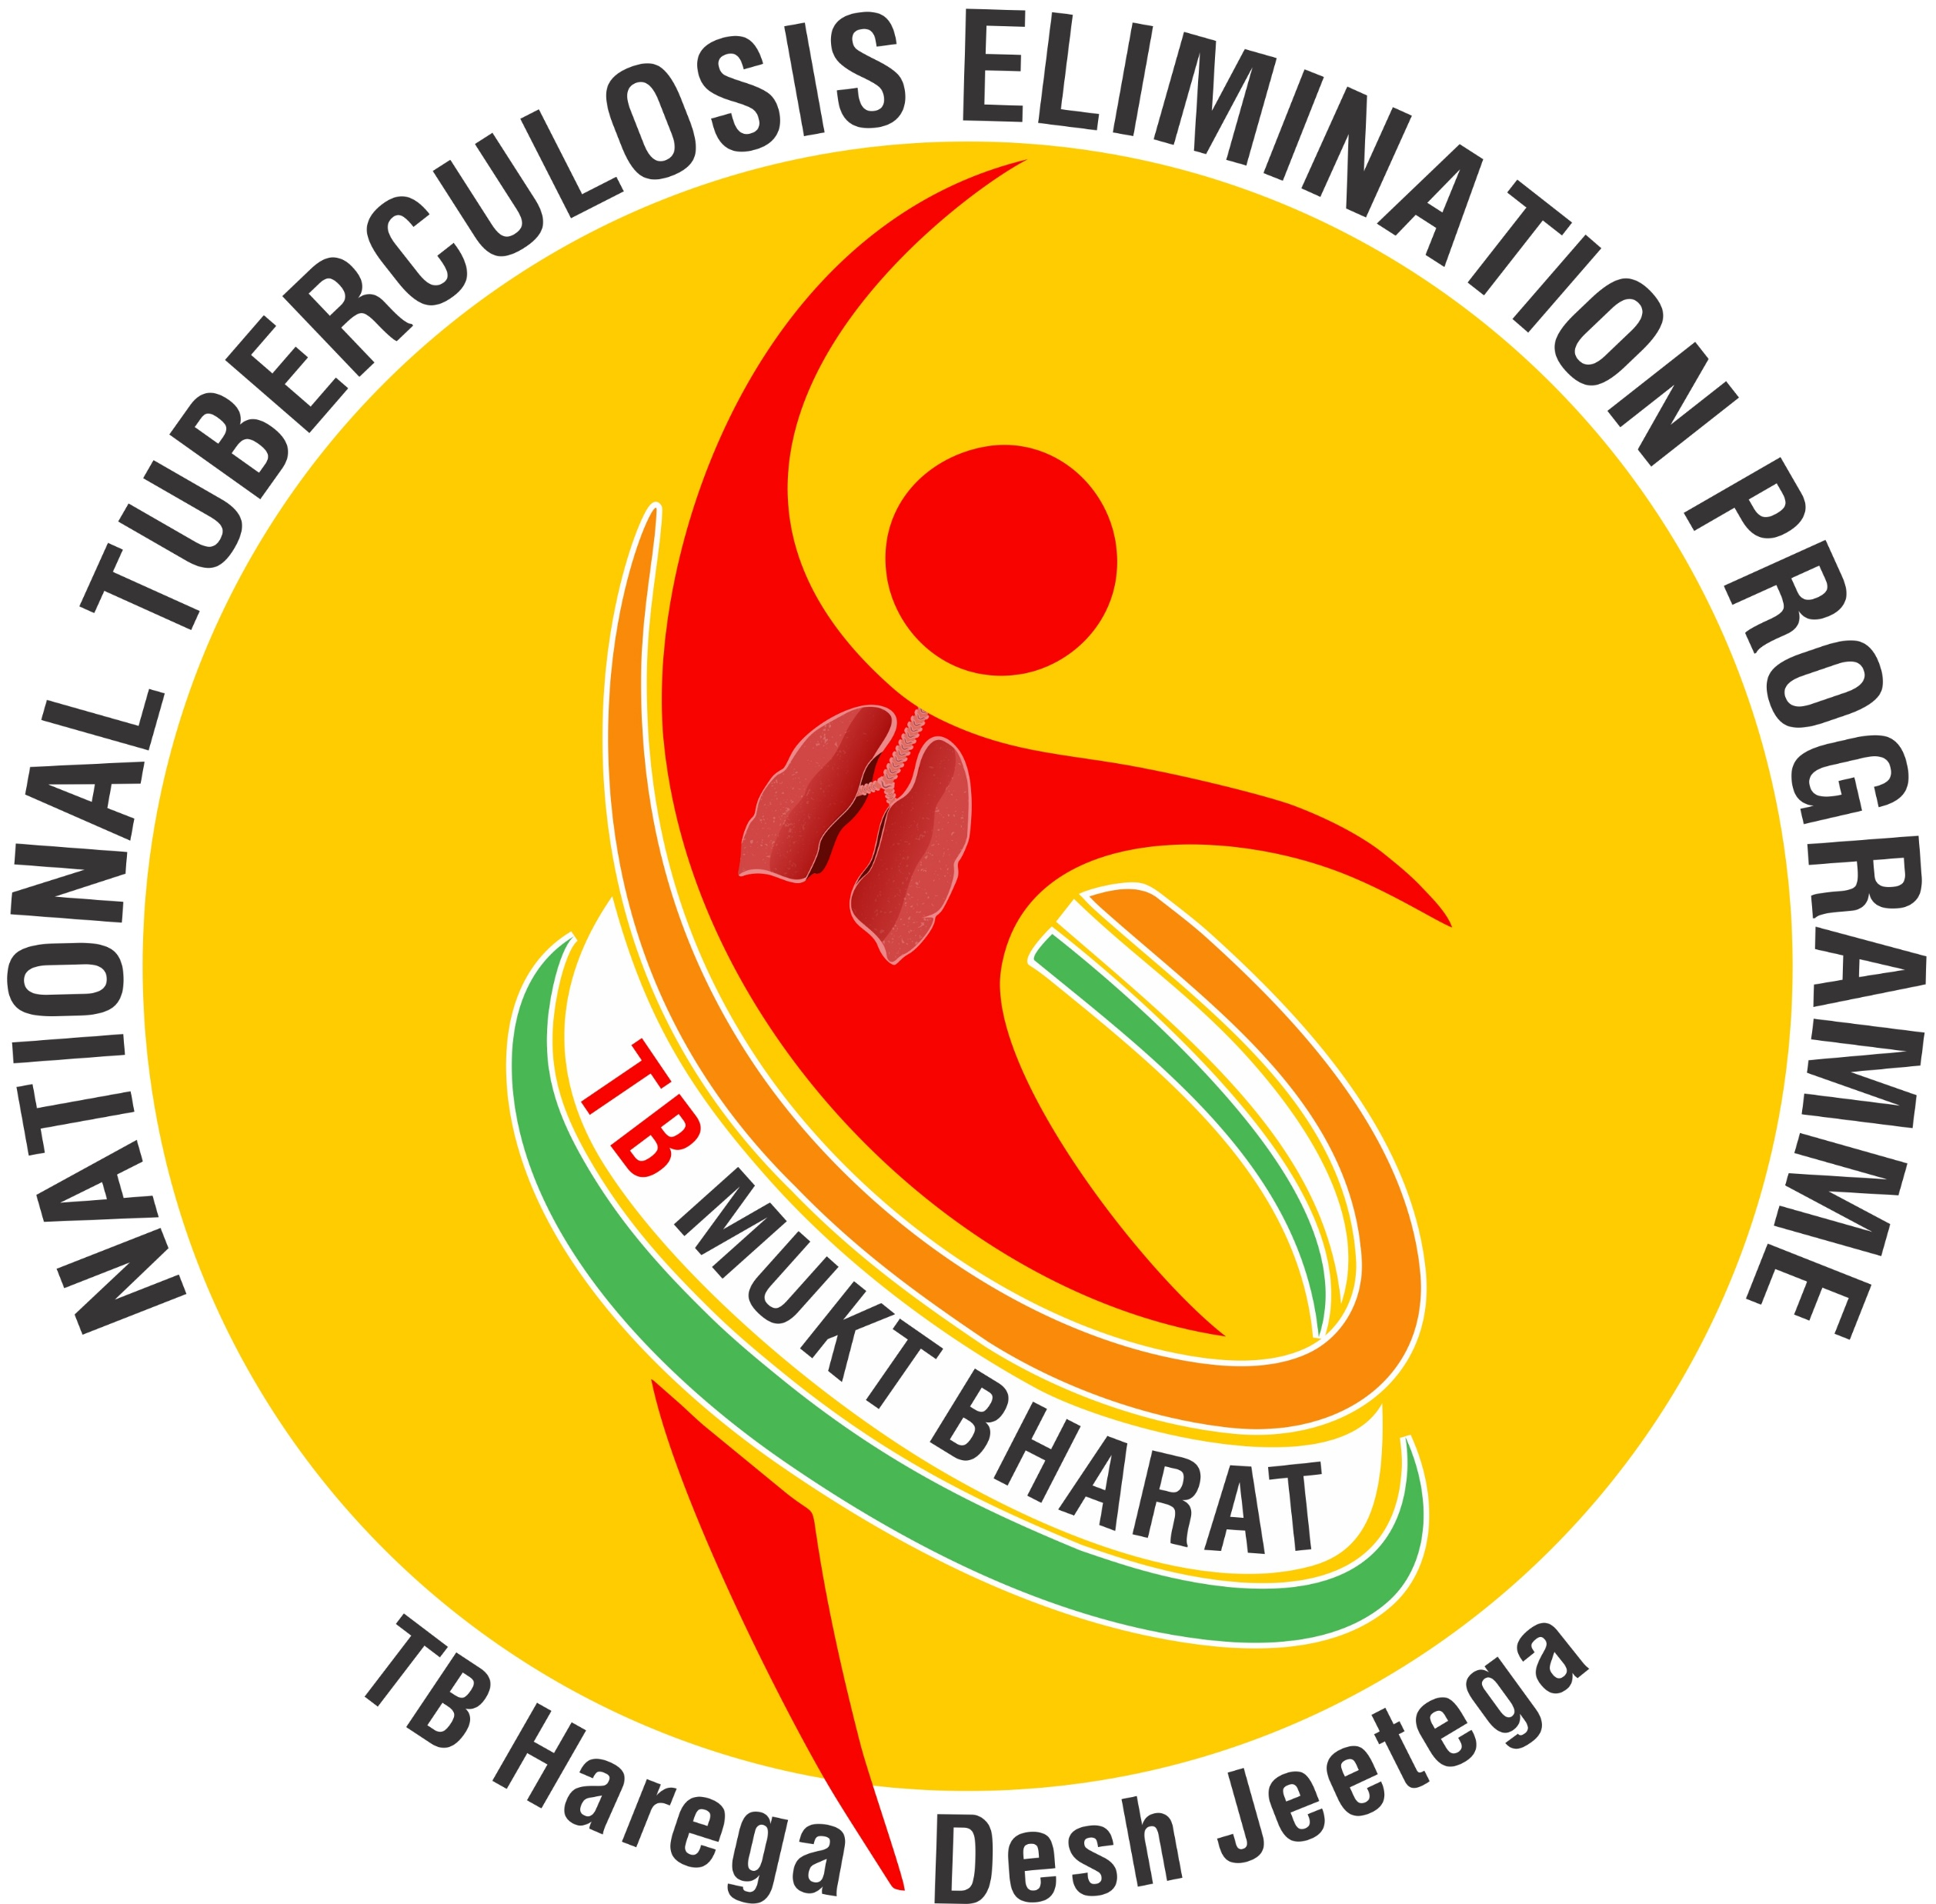 NATIONAL TUBERCULOSIS ELIMINATION PROGRAMME
TB MUKT BHARAT
TB Harega Desh Jeetega